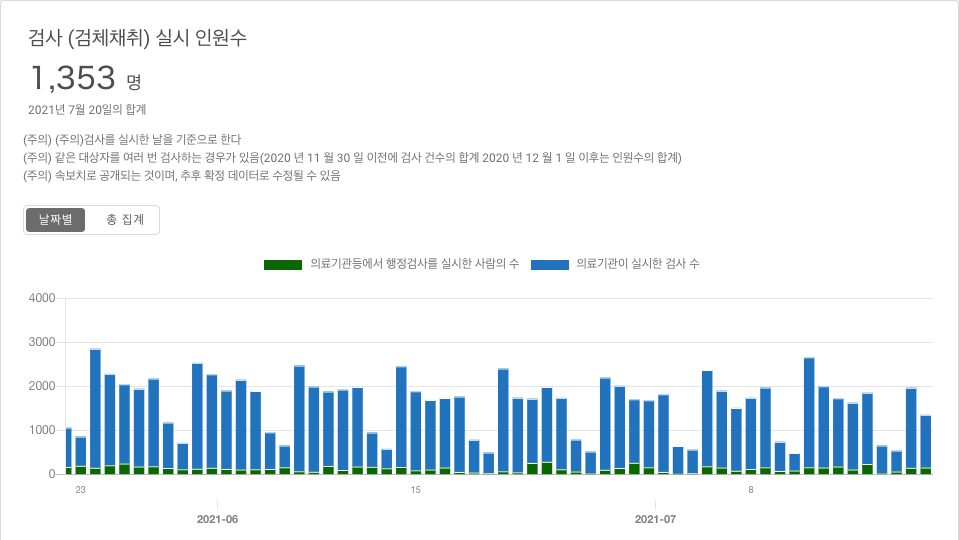 검사 (검체채취) 실시 인원수
1,353 명
2021년 7월 20일의 합계
(주의) (주의)검사를 실시한 날을 기준으로 한다
(주의) 같은 대상자를 여러 번 검사하는 경우가 있음(2020 년 11 월 30 일 이전에 검사 건수의 합계 2020 년 12 월 1 일 이후는 인원수의 합계)
(주의) 속보치로 공개되는 것이며, 추후 확정 데이터로 수정될 수 있음
날짜별 총 집계
의료기관등에서 행정검사를 실시한 사람의 수 의료기관이 실시한 검사 수
4000
3000
2000
1000
0
23 15 8
2021-06 2021-07